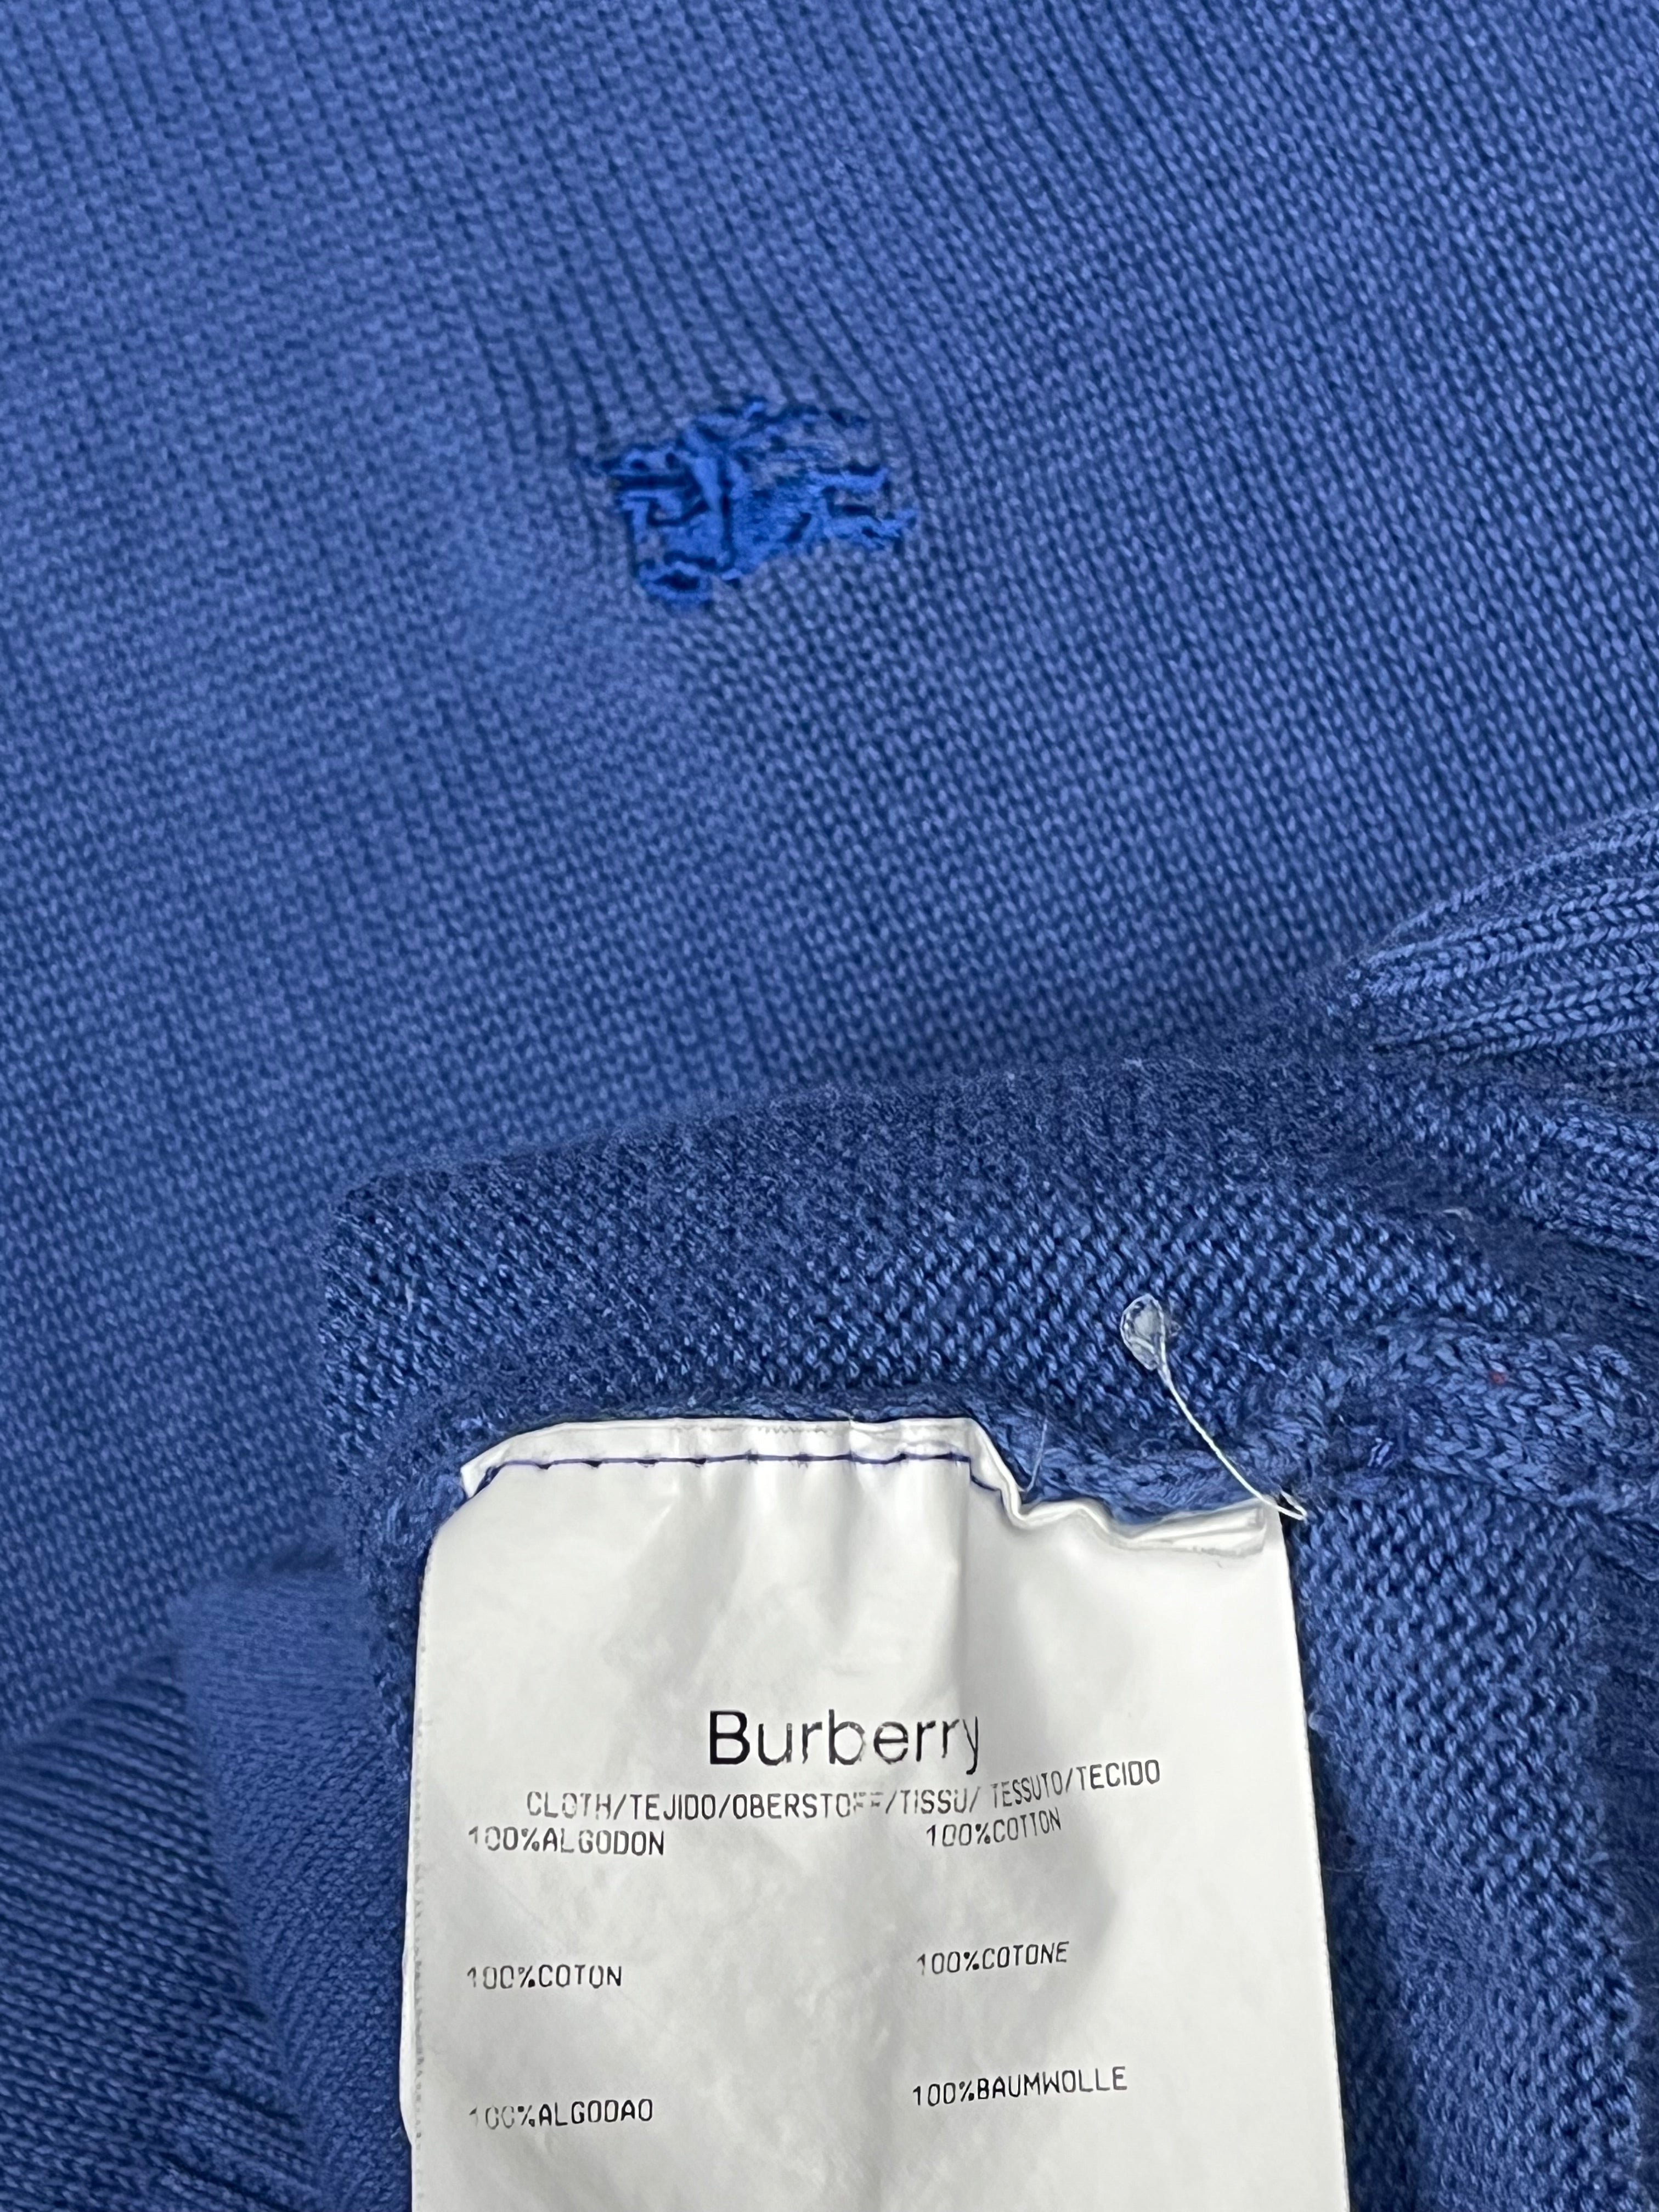 Burberry
CLOTH/TEJIDO/OBERSTOFF/TISSU/ TESSUTO/TECIDO
100%ALGODON 100%COTTON
100%COTON 100%COTONE
100%ALGODAO 100%BAUMWOLLE